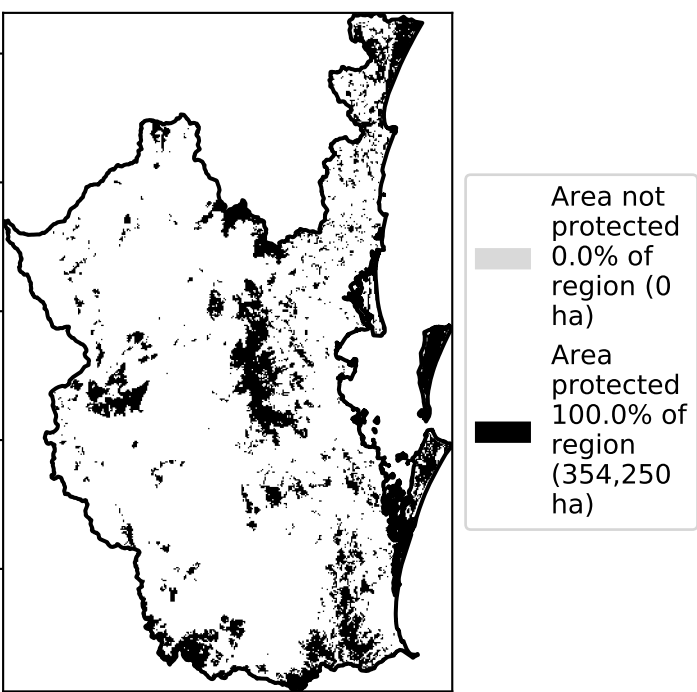 Area not
protected
0.0% of
region (0
ha)
Area
protected
100.0% of
region
(354,250
ha)